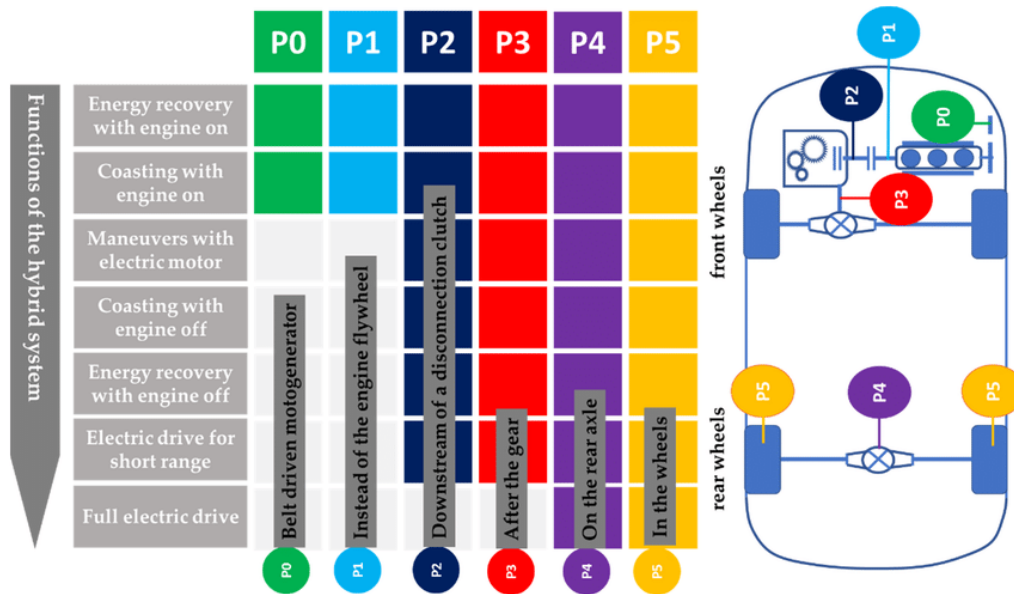 P0 P1 P2 P3 P4 P5
Functions of the hybrid system
Energy recovery
with engine on
Coasting with
engine on
Maneuvers with
electric motor
Coasting with
engine off
Energy recovery
with engine off
Electric drive for
short range
Full electric drive
Belt driven motogenerator
Instead of the engine flywheel
Downstream of a disconnection clutch
After the gear
On the rear axle
In the wheels
P0
P1
P2
P3
P4
P5
P1
P2
P0
P3
front wheels
P5
P4
P5
rear wheels